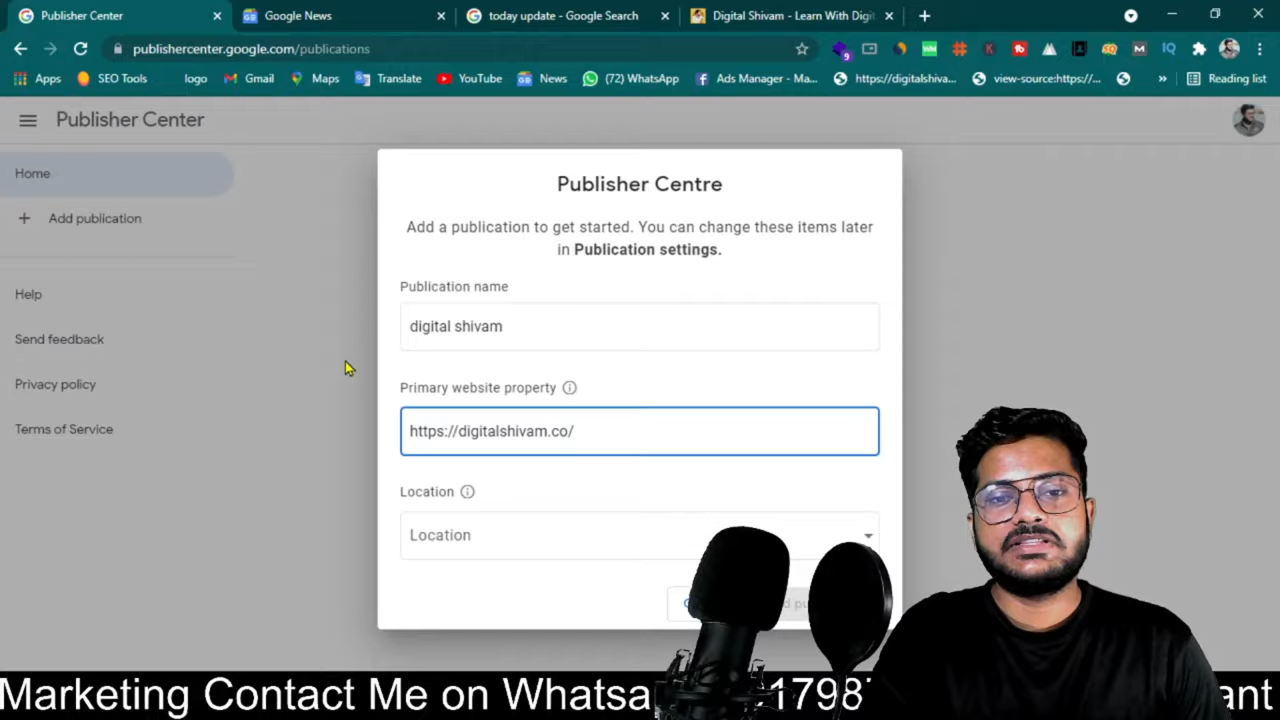 Publisher Center
Google News
today update - Google Search
Digital Shivam - Learn With Digi
publishercenter.google.com/publications
9
IQ
Apps
SEO Tools
logo
Gmail
Maps
Translate
YouTube
News
(72) WhatsApp
Ads Manager - Ma...
https://digitalshiva...
view-source:https://...
»
Reading list
Publisher Center
Home
Add publication
Help
Send feedback
Privacy policy
Terms of Service
Publisher Centre
Add a publication to get started. You can change these items later
in Publication settings.
Publication name
digital shivam
Primary website property
https://digitalshivam.co/
Location
Location
Marketing Contact Me on